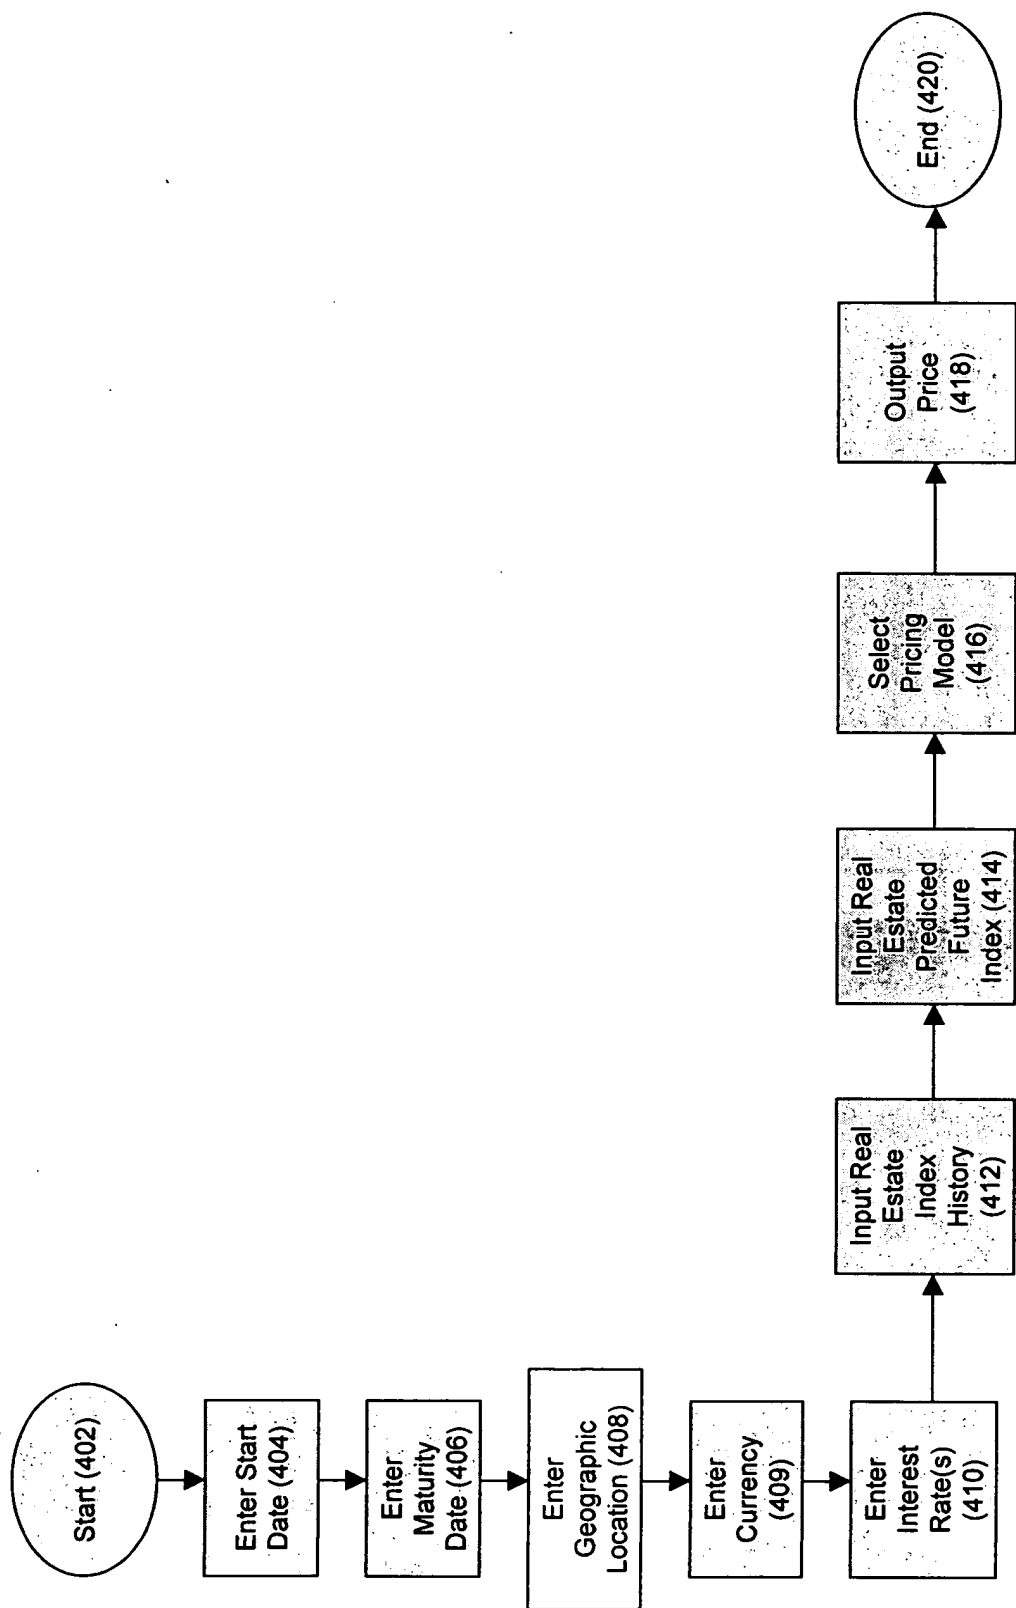 Start (402)
Enter Start
Date (404)
Enter
Maturity
Date (406)
Enter
Geographic
Location (408)
Enter
Currency
(409)
Enter
Interest
Rate(s)
(410)
Input Real
Estate
Index
History
(412)
Input Real
Estate
Predicted
Future
Index (414)
Select
Pricing
Model
(416)
Output
Price
(418)
End (420)